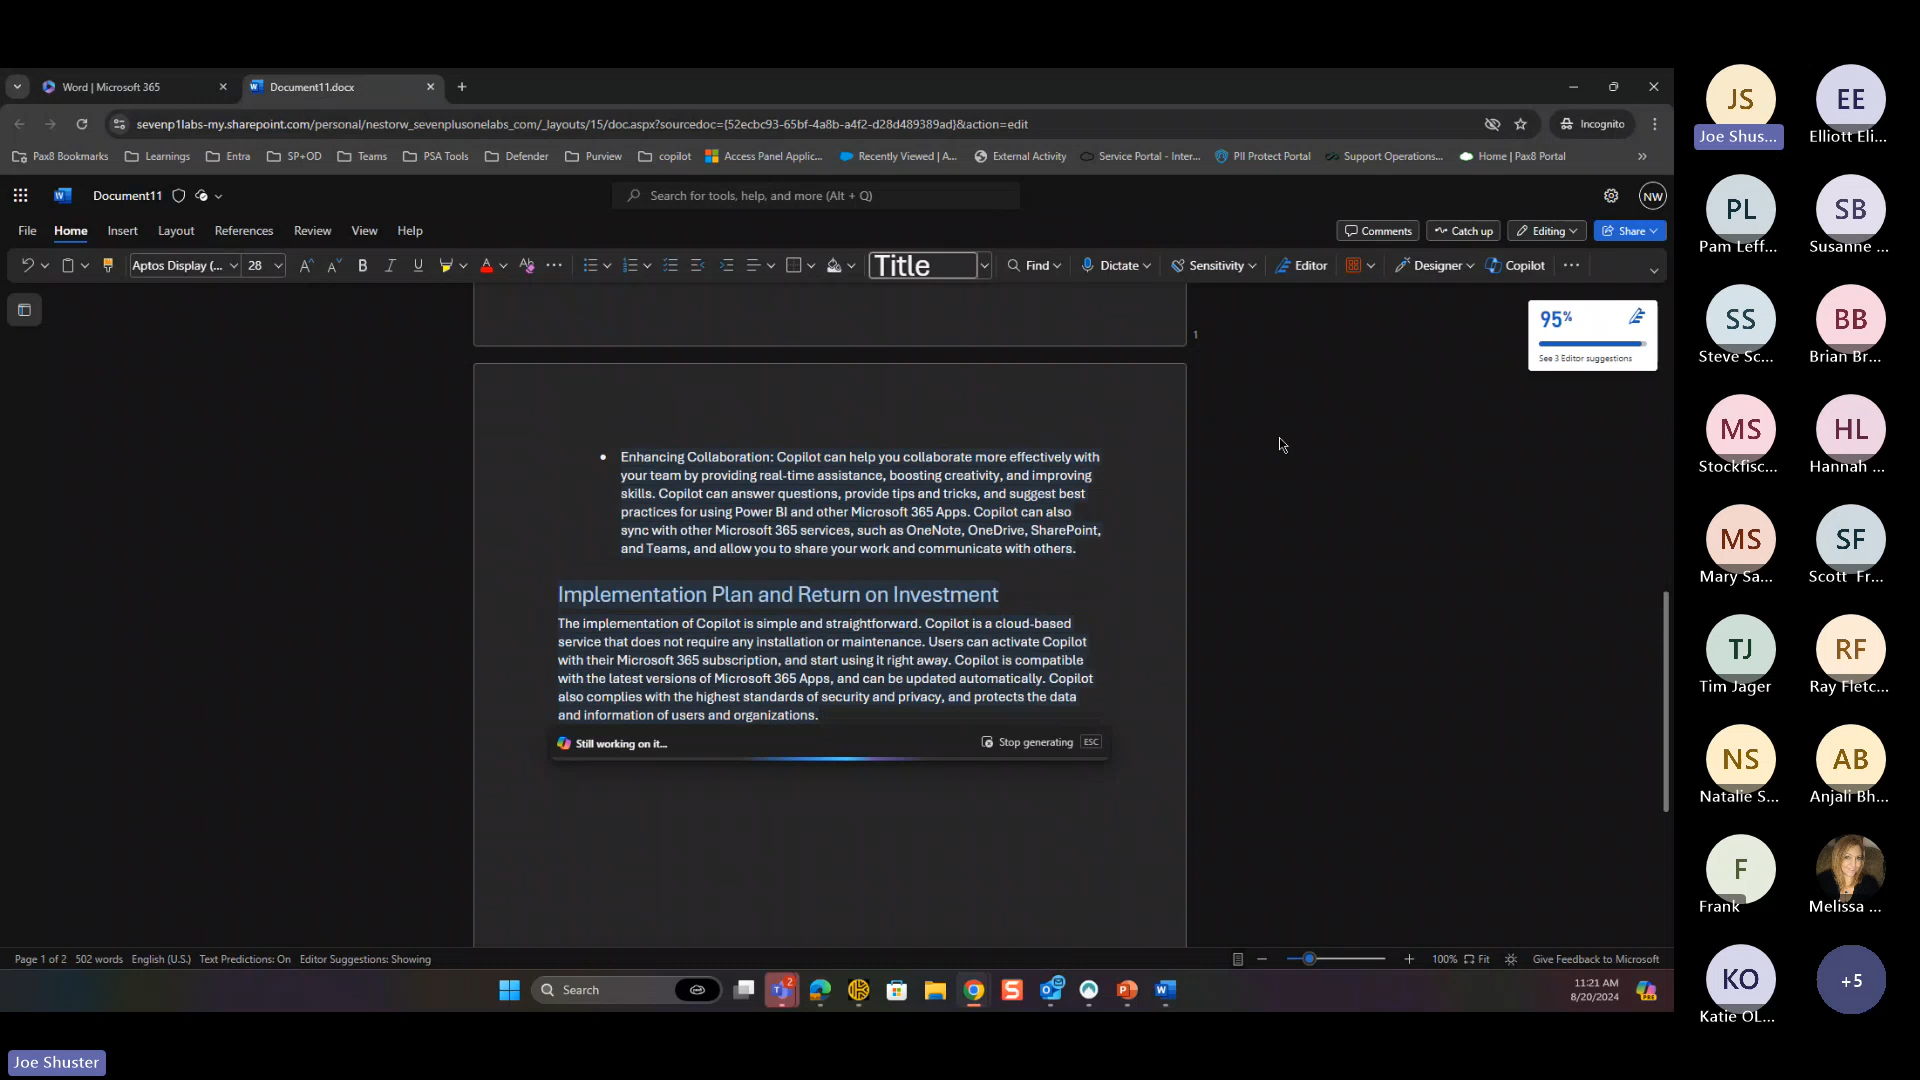 Word | Microsoft 365
Document11.docx
sevenp1labs-my.sharepoint.com/personal/nestorw_sevenplusonelabs_com/_layouts/15/doc.aspx?sourcedoc={52ecbc93-65bf-4a8b-a4f2-d28d489389ad}&action=edit
Incognito
Pax8 Bookmarks Learnings Entra SP+OD Teams PSA Tools Defender Purview copilot Access Panel Applic... Recently Viewed | A... External Activity Service Portal - Inter... PII Protect Portal Support Operations... Home | Pax8 Portal
Document11
Search for tools, help, and more (Alt + Q)
NW
File Home Insert Layout References Review View Help
Comments Catch up Editing Share
Aptos Display (... 28 B I U A Title Find Dictate Sensitivity Editor Designer Copilot
95%
See 3 Editor suggestions
1
• Enhancing Collaboration: Copilot can help you collaborate more effectively with
your team by providing real-time assistance, boosting creativity, and improving
skills. Copilot can answer questions, provide tips and tricks, and suggest best
practices for using Power BI and other Microsoft 365 Apps. Copilot can also
sync with other Microsoft 365 services, such as OneNote, OneDrive, SharePoint,
and Teams, and allow you to share your work and communicate with others.
Implementation Plan and Return on Investment
The implementation of Copilot is simple and straightforward. Copilot is a cloud-based
service that does not require any installation or maintenance. Users can activate Copilot
with their Microsoft 365 subscription, and start using it right away. Copilot is compatible
with the latest versions of Microsoft 365 Apps, and can be updated automatically. Copilot
also complies with the highest standards of security and privacy, and protects the data
and information of users and organizations.
Still working on it...
Stop generating ESC
Page 1 of 2 502 words English (U.S.) Text Predictions: On Editor Suggestions: Showing
100% Fit Give Feedback to Microsoft
Search
2
11:21 AM
8/20/2024
JS EE
Joe Shus... Elliott Eli...
PL SB
Pam Leff... Susanne ...
SS BB
Steve Sc... Brian Br...
MS HL
Stockfisc... Hannah ...
MS SF
Mary Sa... Scott Fr...
TJ RF
Tim Jager Ray Fletc...
NS AB
Natalie S... Anjali Bh...
F
Frank Melissa ...
KO +5
Katie OL...
Joe Shuster